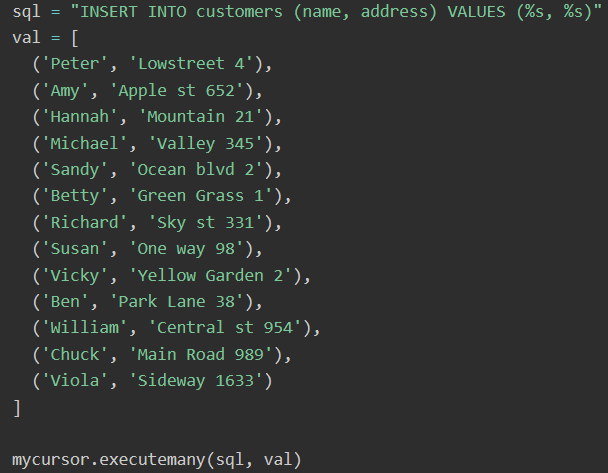 sql = "INSERT INTO customers (name, address) VALUES (%s, %s)"
val = [
  ('Peter', 'Lowstreet 4'),
  ('Amy', 'Apple st 652'),
  ('Hannah', 'Mountain 21'),
  ('Michael', 'Valley 345'),
  ('Sandy', 'Ocean blvd 2'),
  ('Betty', 'Green Grass 1'),
  ('Richard', 'Sky st 331'),
  ('Susan', 'One way 98'),
  ('Vicky', 'Yellow Garden 2'),
  ('Ben', 'Park Lane 38'),
  ('William', 'Central st 954'),
  ('Chuck', 'Main Road 989'),
  ('Viola', 'Sideway 1633')
]
mycursor.executemany(sql, val)